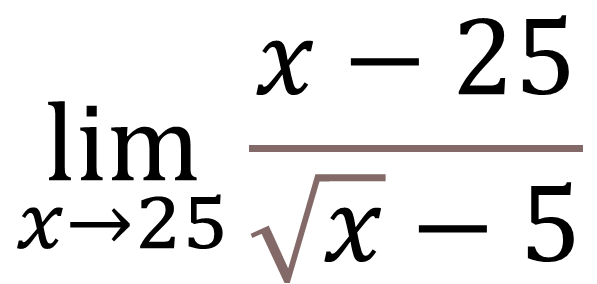 lim x→25 (x − 25)/(√x − 5)